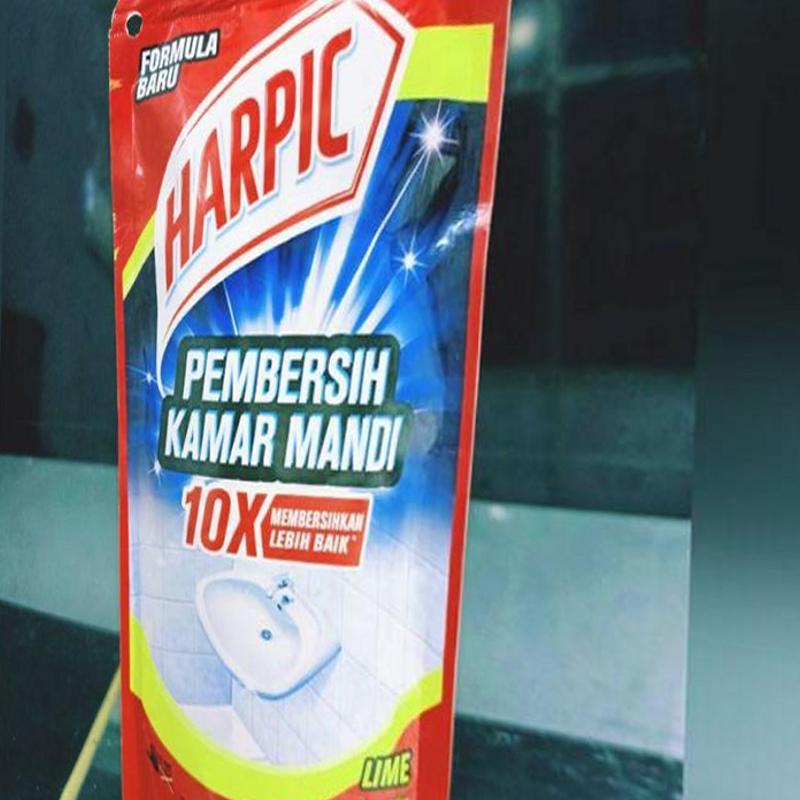 FORMULA
BARU
HARPIC
PEMBERSIH
KAMAR MANDI
10X MEMBERSIHKAN
LEBIH BAIK*
LIME